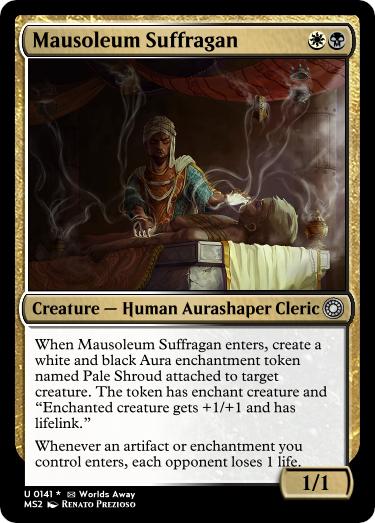 Mausoleum Suffragan
Creature — Human Aurashaper Cleric
When Mausoleum Suffragan enters, create a
white and black Aura enchantment token
named Pale Shroud attached to target
creature. The token has enchant creature and
“Enchanted creature gets +1/+1 and has
lifelink.”
Whenever an artifact or enchantment you
control enters, each opponent loses 1 life.
1/1
U 0141 * Worlds Away
MS2 Renato Prezioso